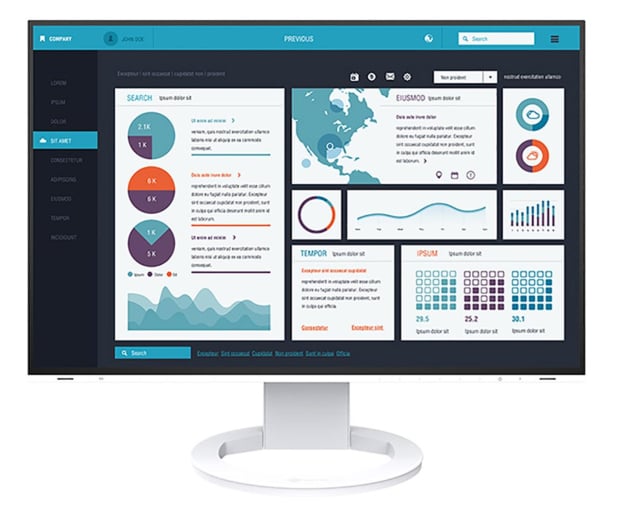 COMPANY
JOHN DOE
PREVIOUS
Search
Excepteur | sint occaecat | cupidatat non | proident
Non proident
nostrud exercitation ullamco
LOREM
IPSUM
DOLOR
SIT AMET
CONSECTETUR
ADIPISCING
EIUSMOD
TEMPOR
INCIDIDUNT
SEARCH Ipsum dolor sit
2.1K
1 K
Ut enim ad minim >
veniam, quis nostrud exercitation ullamco
laboris nisi ut aliquip ex ea commodo
consequat.
6 K
6 K
Duis aute irure dolor >
reprehenderit in voluptate velit esse cillum
dolore eu fugiat nulla pariatur. Excepteur
sint occaecat cupidatat non proident, sunt
in culpa qui officia deserunt mollit anim id
est laborum.
1K
5 K
Ut enim ad minim >
veniam, quis nostrud exercitation ullamco
laboris nisi ut aliquip ex ea commodo
consequat.
Ipsum Dolor Sit
EIUSMOD Ipsum dolor sit
Duis aute irure dolor
reprehenderit in voluptate velit esse cillum
dolore eu fugiat nulla pariatur. Excepteur
sint occaecat cupidatat non proident, sunt
in culpa qui officia deserunt mollit anim id
est laborum. >
TEMPOR Ipsum dolor sit
Excepteur sint occaecat cupidatat
reprehenderit in voluptate velit esse cillum
dolore eu fugiat nulla pariatur. Excepteur
sint occaecat cupidatat non proident, sunt
in culpa qui.
Consectetur Excepteur sint.
IPSUM Ipsum dolor sit
29.5 25.2 30,1
Ipsum dolor sit Ipsum dolor sit Ipsum dolor sit
Search
Excepteur Sint occaecat Cupidatat Non proident Sunt in culpa Officia